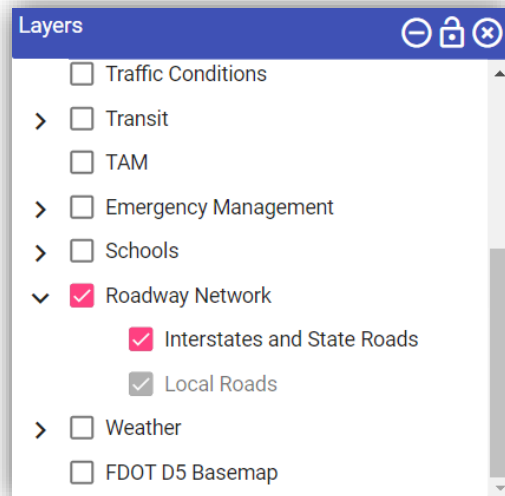 Layers
Traffic Conditions
Transit
TAM
Emergency Management
Schools
Roadway Network
Interstates and State Roads
Local Roads
Weather
FDOT D5 Basemap